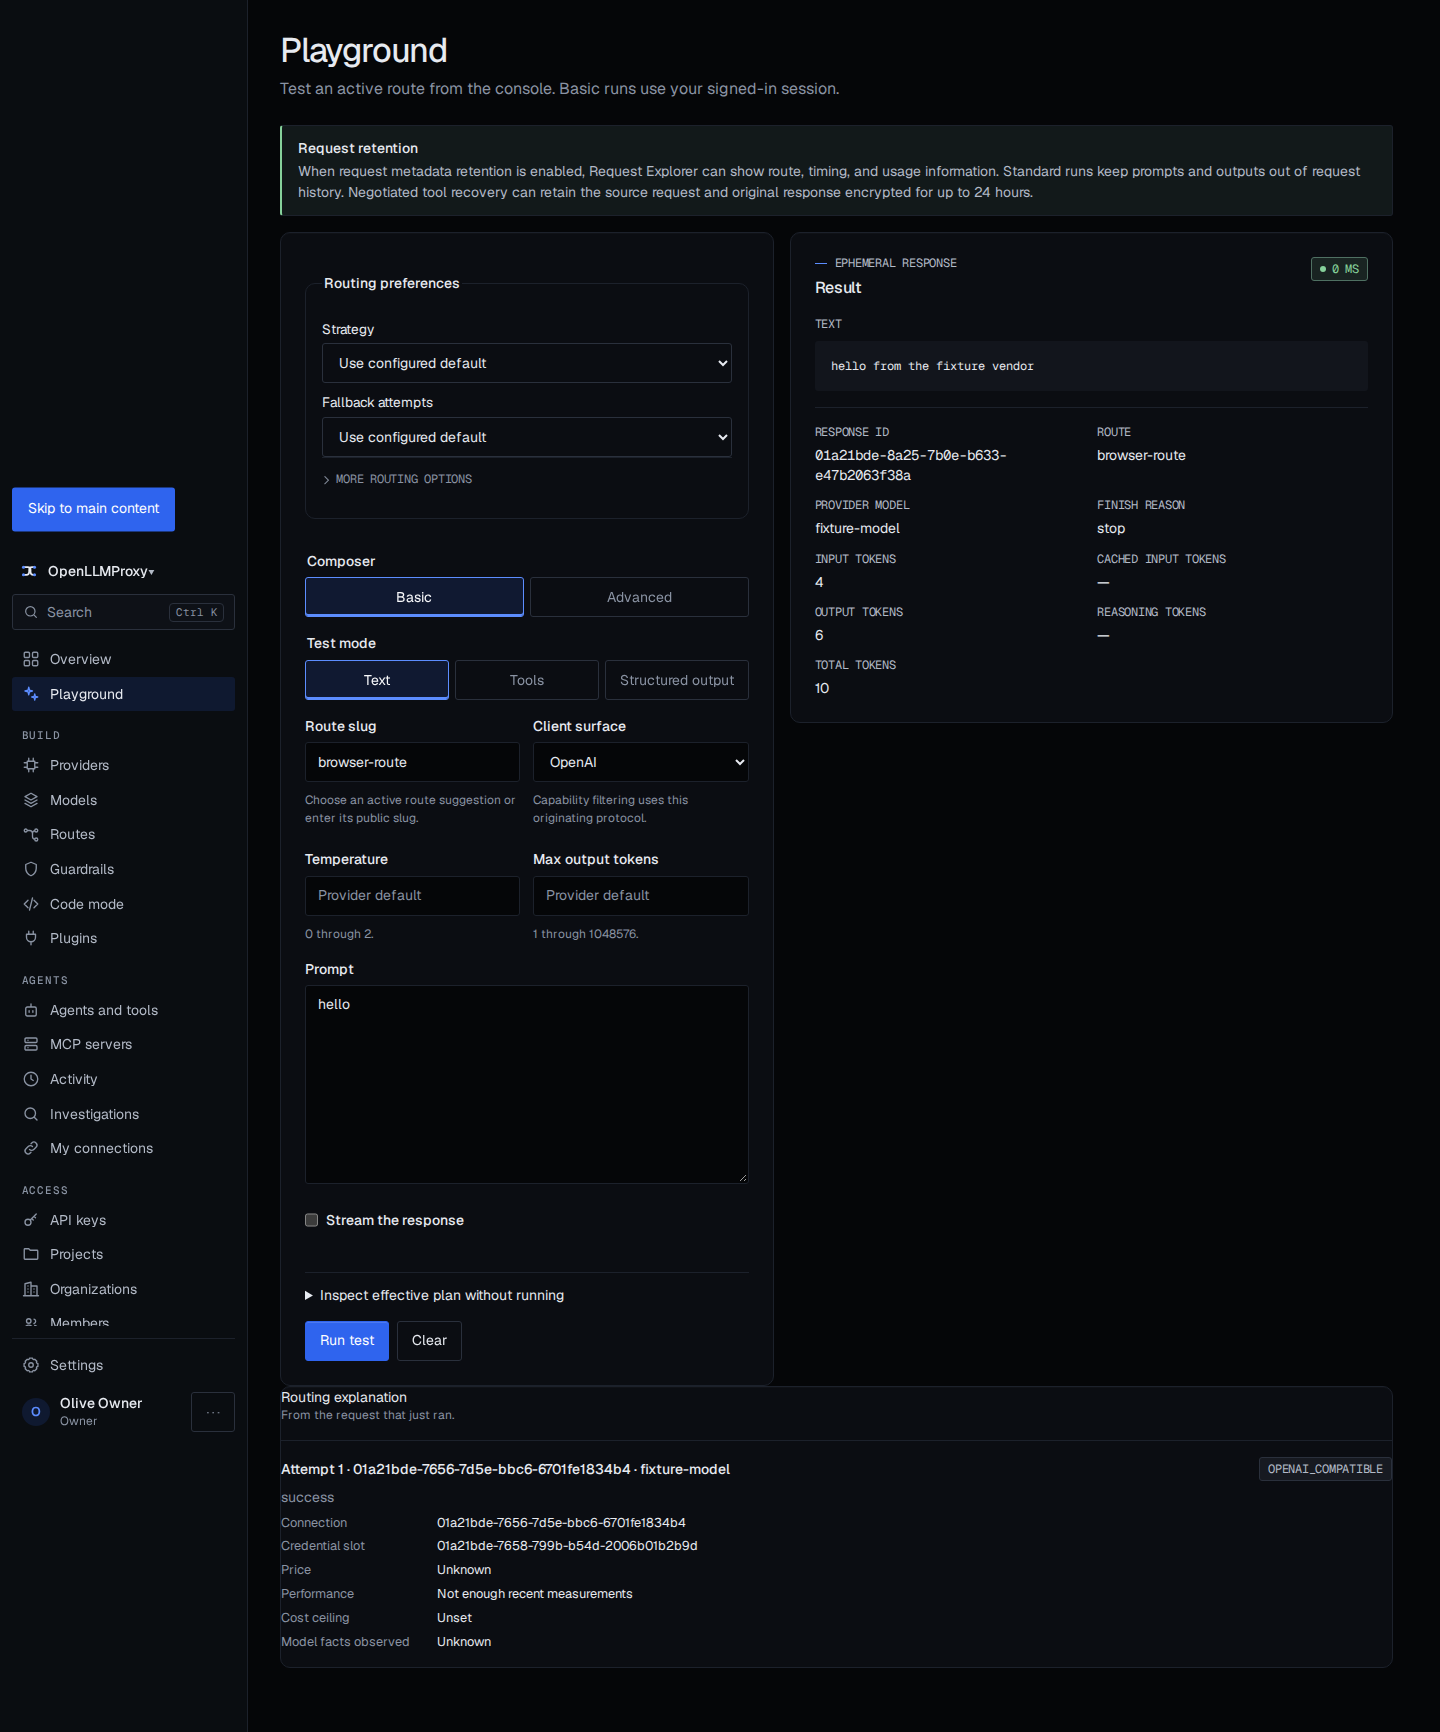 Skip to main content
OpenLLMProxy
Search
Ctrl K
Overview
Playground
BUILD
Providers
Models
Routes
Guardrails
Code mode
Plugins
AGENTS
Agents and tools
MCP servers
Activity
Investigations
My connections
ACCESS
API keys
Projects
Organizations
Members
Settings
O
Olive Owner
Owner
...
Playground
Test an active route from the console. Basic runs use your signed-in session.
Request retention
When request metadata retention is enabled, Request Explorer can show route, timing, and usage information. Standard runs keep prompts and outputs out of request
history. Negotiated tool recovery can retain the source request and original response encrypted for up to 24 hours.
Routing preferences
Strategy
Use configured default
Fallback attempts
Use configured default
MORE ROUTING OPTIONS
Composer
Basic
Advanced
Test mode
Text
Tools
Structured output
Route slug
Client surface
browser-route
OpenAI
Choose an active route suggestion or
enter its public slug.
Capability filtering uses this
originating protocol.
Temperature
Max output tokens
Provider default
Provider default
0 through 2.
1 through 1048576.
Prompt
hello
Stream the response
Inspect effective plan without running
Run test
Clear
— EPHEMERAL RESPONSE
0 MS
Result
TEXT
hello from the fixture vendor
RESPONSE ID
01a21bde-8a25-7b0e-b633-
e47b2063f38a
ROUTE
browser-route
PROVIDER MODEL
fixture-model
FINISH REASON
stop
INPUT TOKENS
4
CACHED INPUT TOKENS
—
OUTPUT TOKENS
6
REASONING TOKENS
—
TOTAL TOKENS
10
Routing explanation
From the request that just ran.
Attempt 1 · 01a21bde-7656-7d5e-bbc6-6701fe1834b4 · fixture-model
OPENAI_COMPATIBLE
success
Connection 01a21bde-7656-7d5e-bbc6-6701fe1834b4
Credential slot 01a21bde-7658-799b-b54d-2006b01b2b9d
Price Unknown
Performance Not enough recent measurements
Cost ceiling Unset
Model facts observed Unknown